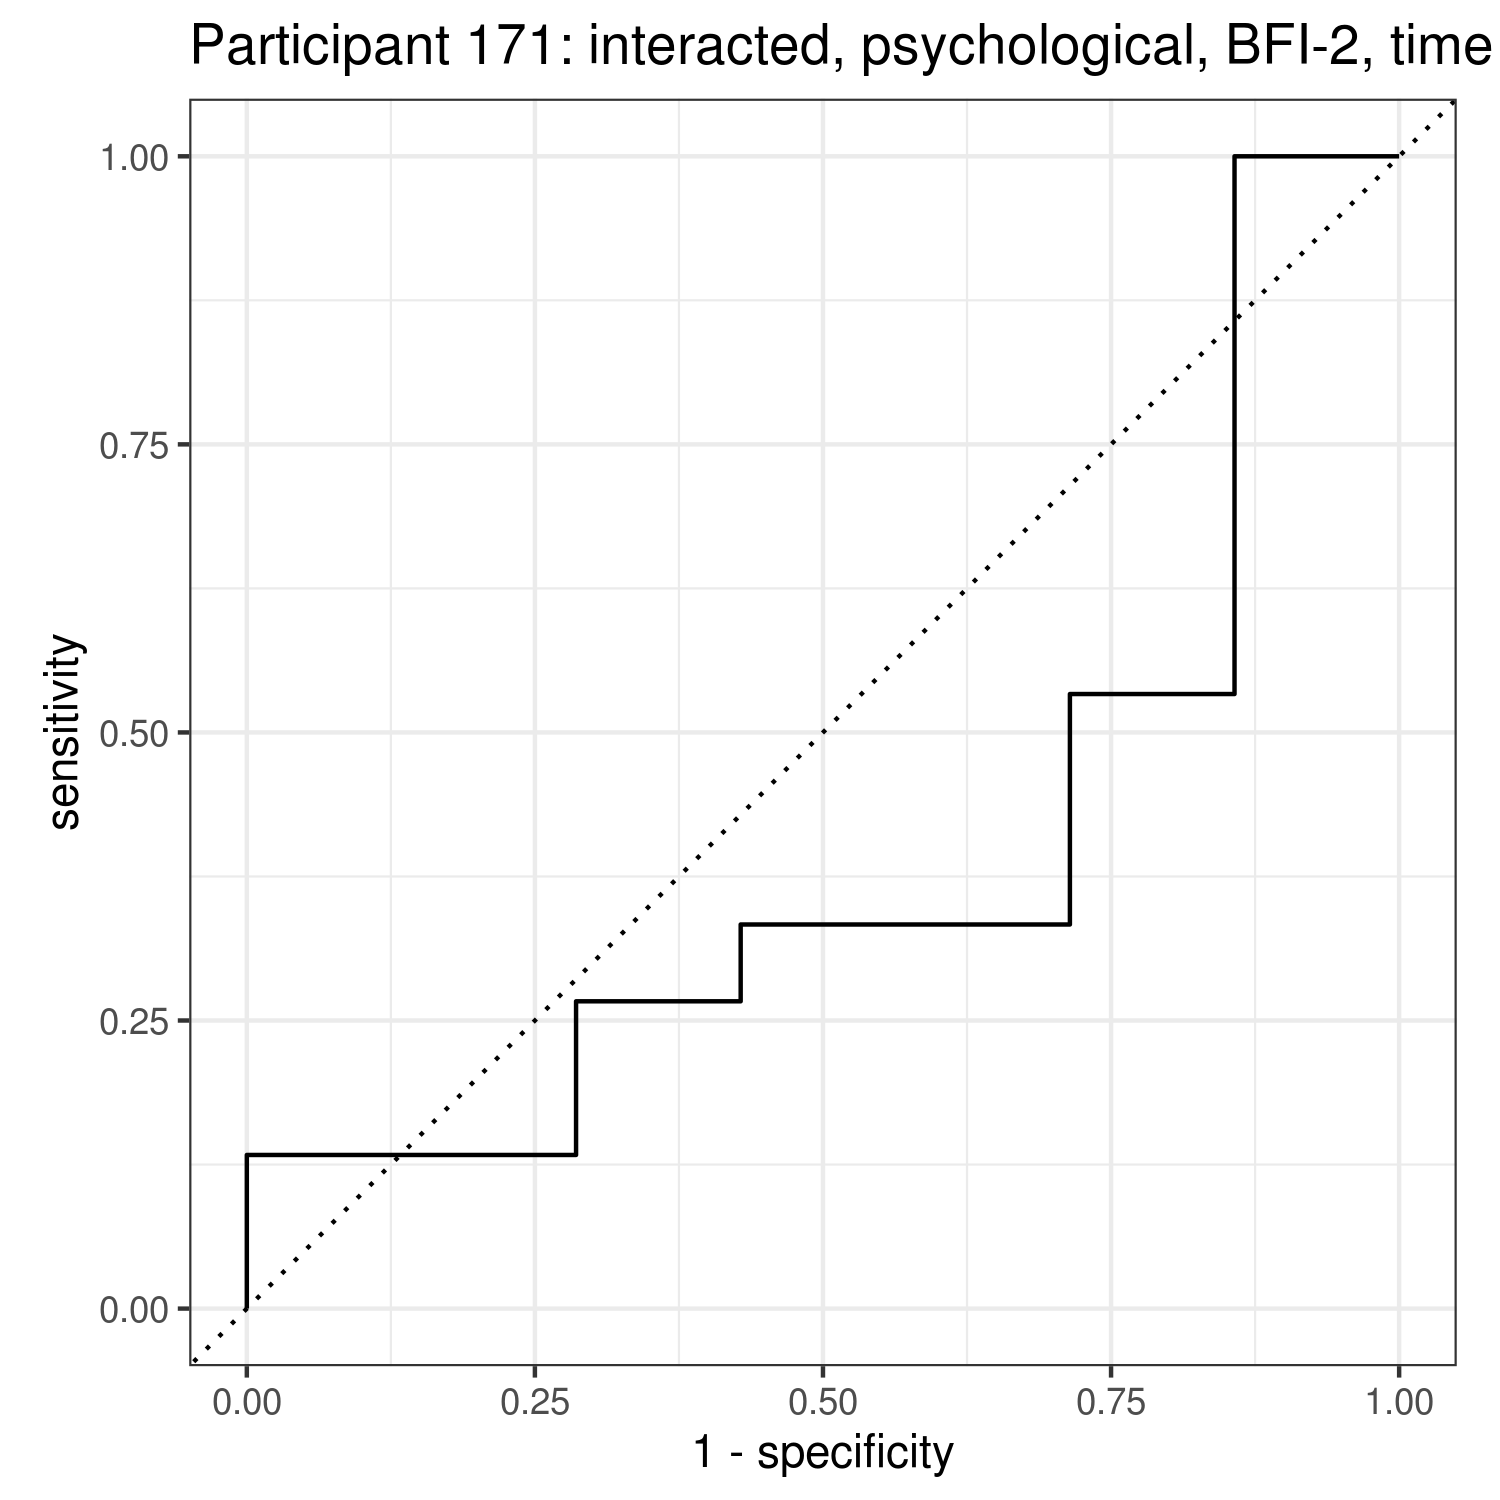 Participant 171: interacted, psychological, BFI-2, time
1.00
0.75
0.50
0.25
0.00
sensitivity
0.00 0.25 0.50 0.75 1.00
1 - specificity